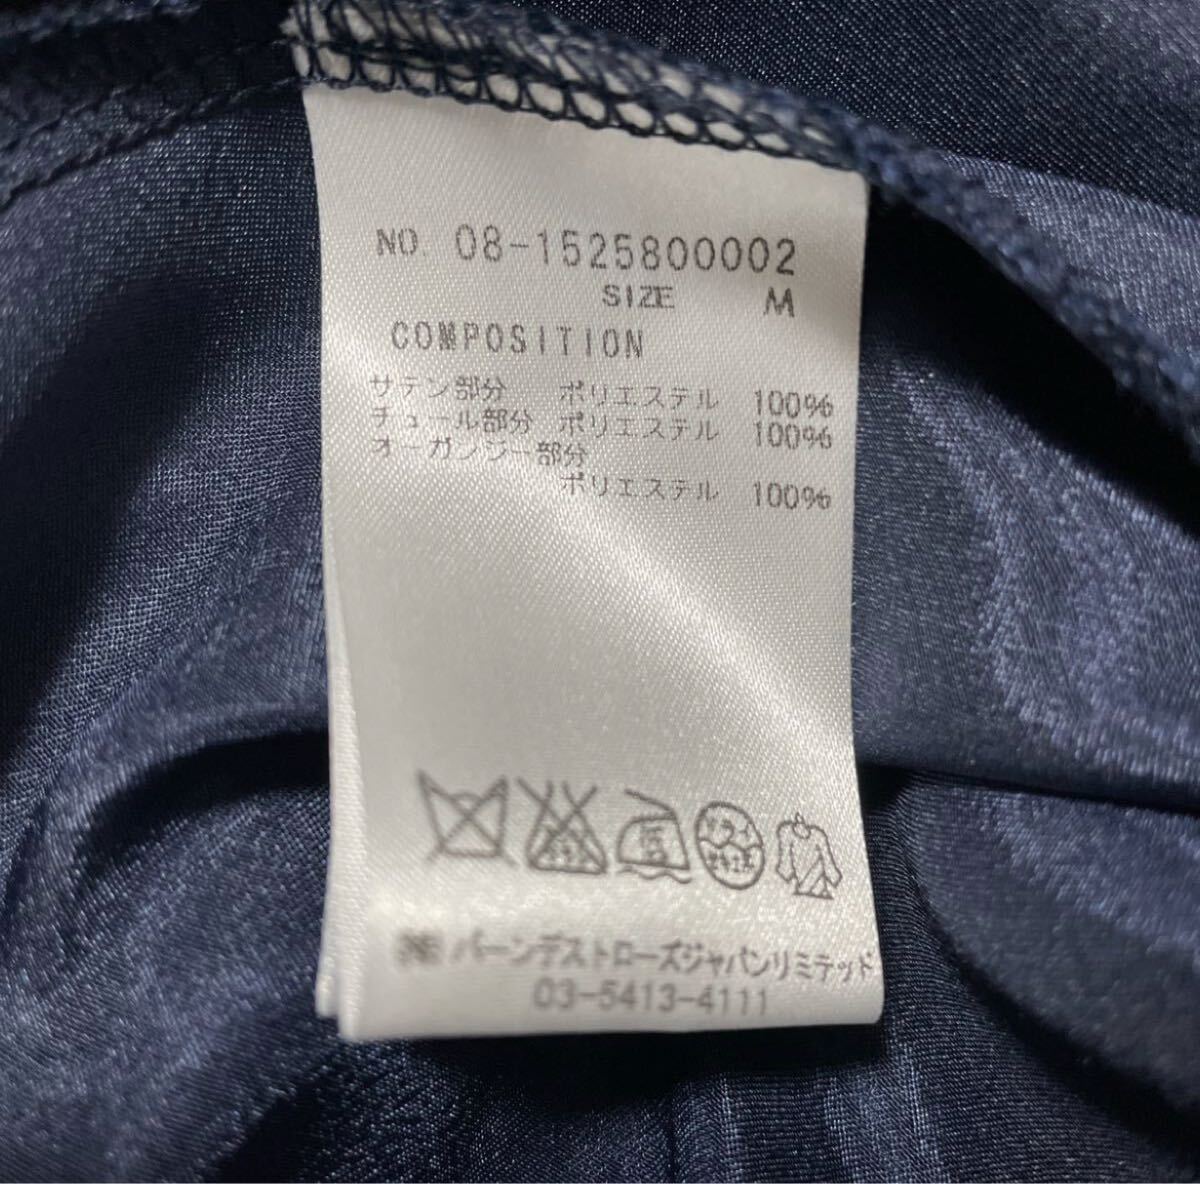 NO. 08-1525800002
SIZE M
COMPOSITION
サテン部分 ポリエステル 100%
チュール部分 ポリエステル 100%
オーガンジー部分
ポリエステル 100%
バーンデストローズジャパンリミテッド
03-5413-4111